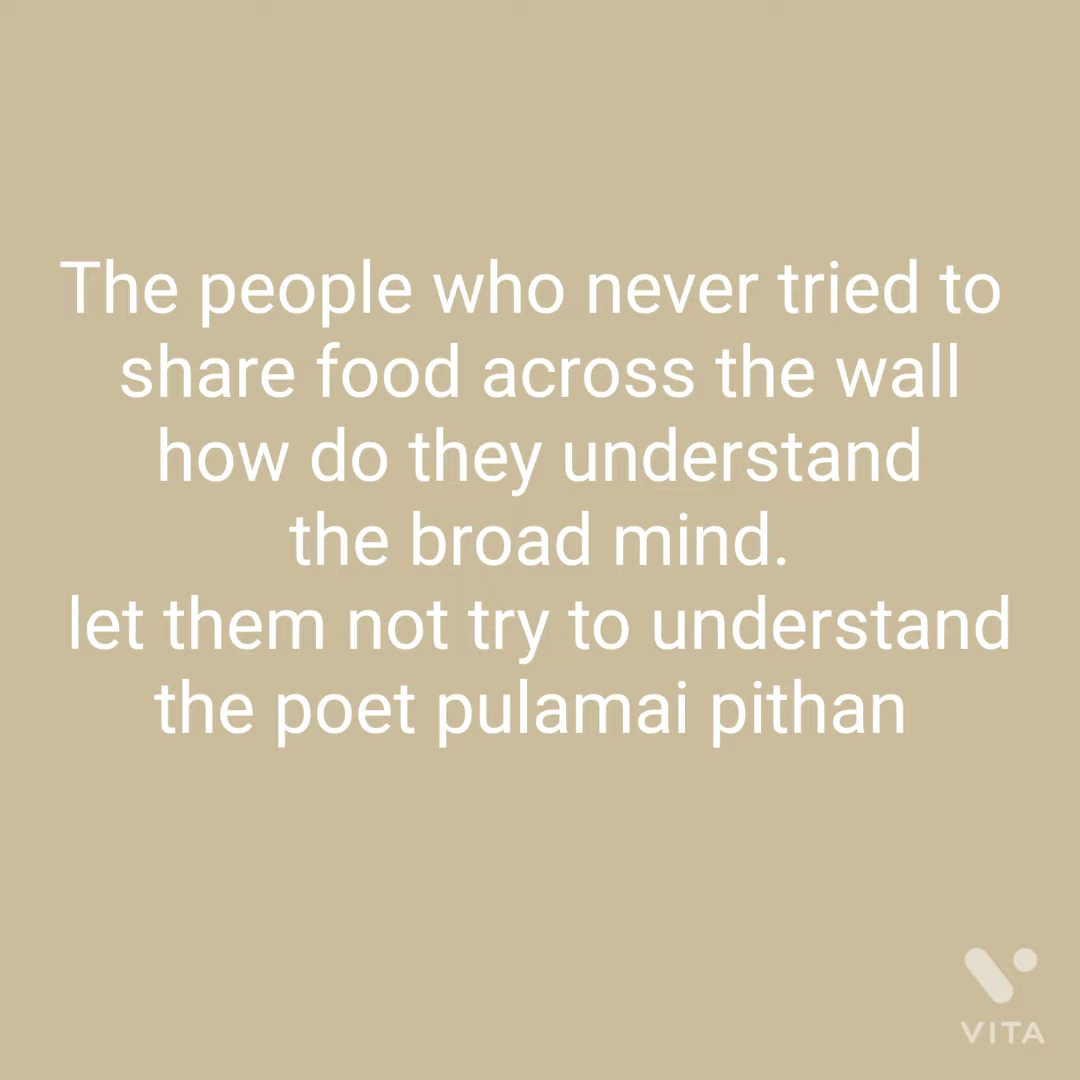 The people who never tried to
share food across the wall
how do they understand
the broad mind.
let them not try to understand
the poet pulamai pithan
VITA